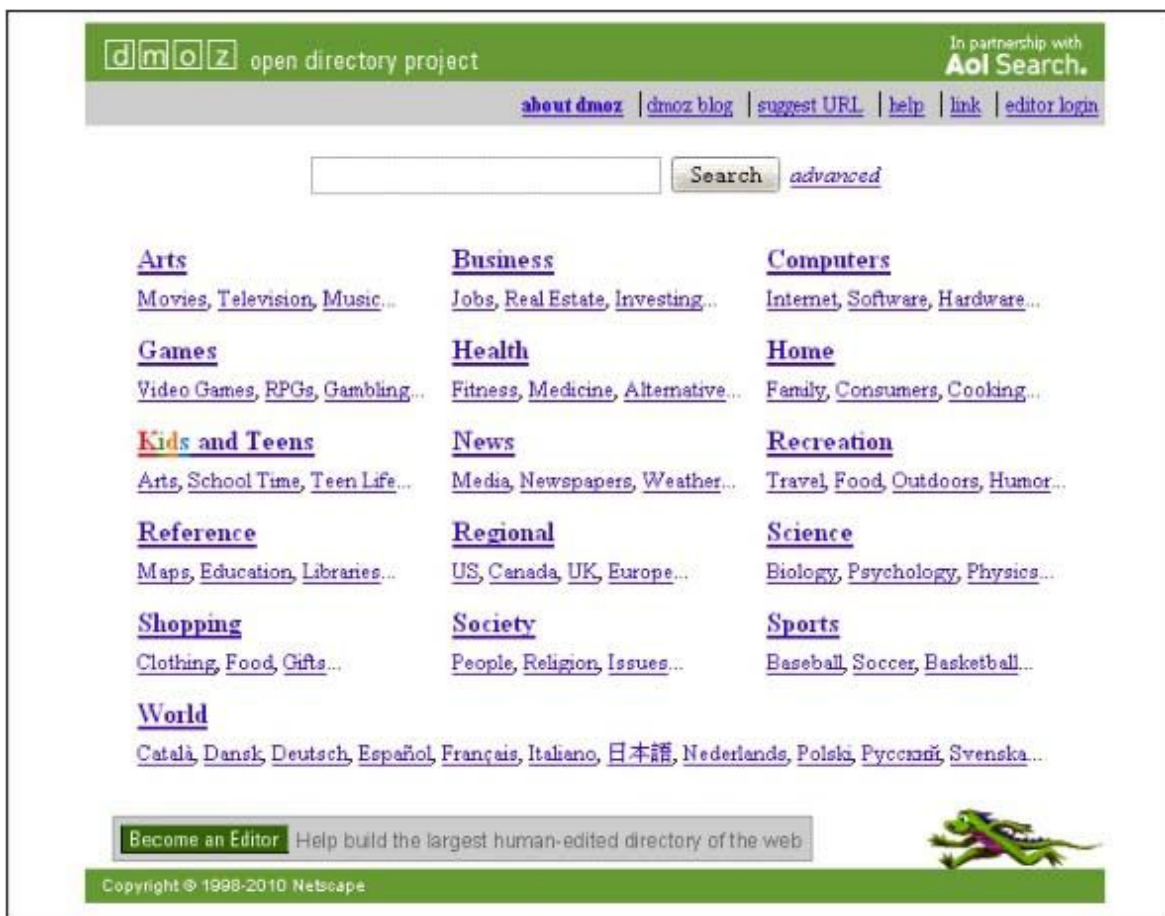 dmoz open directory project
In partnership with
Aol Search.
about dmoz | dmoz blog | suggest URL | help | link | editor login
Search advanced
Arts Business Computers
Movies, Television, Music... Jobs, Real Estate, Investing... Internet, Software, Hardware...
Games Health Home
Video Games, RPGs, Gambling... Fitness, Medicine, Alternative... Family, Consumers, Cooking...
Kids and Teens News Recreation
Arts, School Time, Teen Life... Media, Newspapers, Weather... Travel, Food, Outdoors, Humor...
Reference Regional Science
Maps, Education, Libraries... US, Canada, UK, Europe... Biology, Psychology, Physics...
Shopping Society Sports
Clothing, Food, Gifts... People, Religion, Issues... Baseball, Soccer, Basketball...
World
Català, Dansk, Deutsch, Español, Français, Italiano, 日本語, Nederlands, Polski, Русский, Svenska...
Become an Editor Help build the largest human-edited directory of the web
Copyright © 1998-2010 Netscape